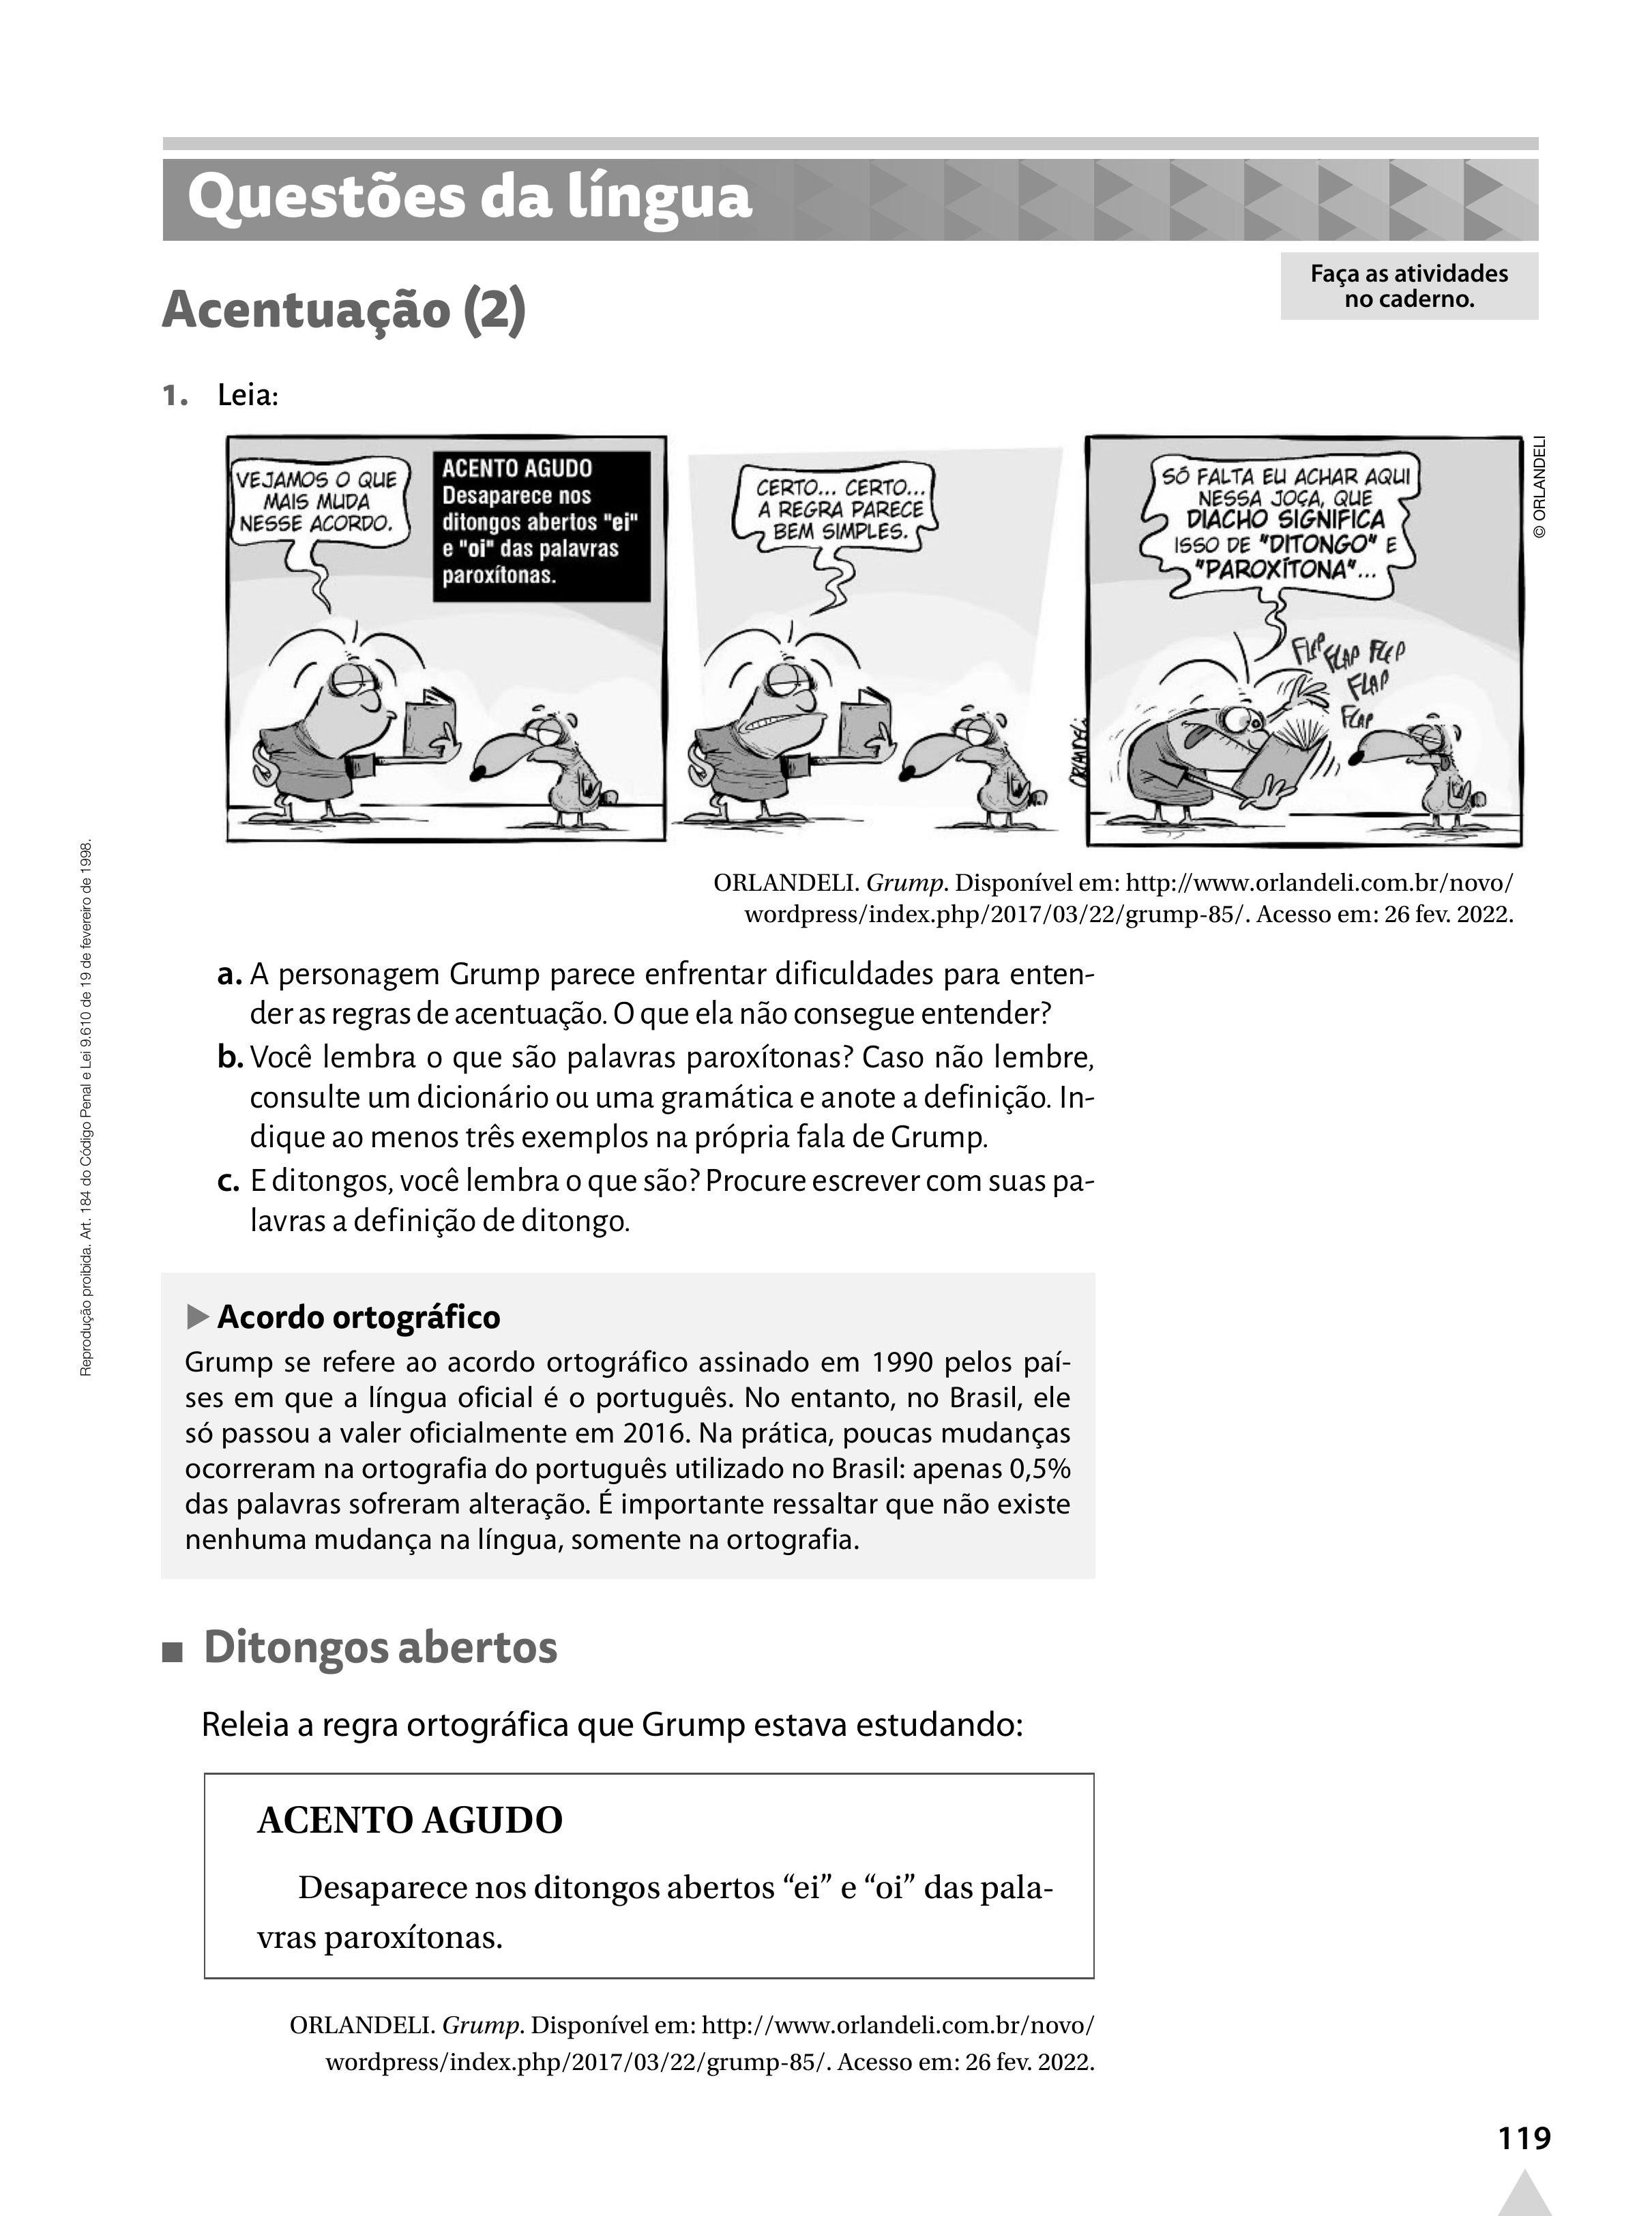 Questões da língua
Faça as atividades
no caderno.
Acentuação (2)
1. Leia:
VEJAMOS O QUE
MAIS MUDA
NESSE ACORDO.
ACENTO AGUDO
Desaparece nos
ditongos abertos "ei"
e "oi" das palavras
paroxítonas.
CERTO... CERTO...
A REGRA PARECE
BEM SIMPLES.
ORLANDELI
SÓ FALTA EU ACHAR AQUI
NESSA JOÇA, QUE
DIACHO SIGNIFICA
ISSO DE "DITONGO" E
"PAROXÍTONA"...
FLEP
FLAP
FLEP
FLAP
FLAP
© ORLANDELI
ORLANDELI. Grump. Disponível em: http://www.orlandeli.com.br/novo/
wordpress/index.php/2017/03/22/grump-85/. Acesso em: 26 fev. 2022.
a. A personagem Grump parece enfrentar dificuldades para enten-
der as regras de acentuação. O que ela não consegue entender?
b. Você lembra o que são palavras paroxítonas? Caso não lembre,
consulte um dicionário ou uma gramática e anote a definição. In-
dique ao menos três exemplos na própria fala de Grump.
c. E ditongos, você lembra o que são? Procure escrever com suas pa-
lavras a definição de ditongo.
Acordo ortográfico
Grump se refere ao acordo ortográfico assinado em 1990 pelos paí-
ses em que a língua oficial é o português. No entanto, no Brasil, ele
só passou a valer oficialmente em 2016. Na prática, poucas mudanças
ocorreram na ortografia do português utilizado no Brasil: apenas 0,5%
das palavras sofreram alteração. É importante ressaltar que não existe
nenhuma mudança na língua, somente na ortografia.
Ditongos abertos
Releia a regra ortográfica que Grump estava estudando:
ACENTO AGUDO
Desaparece nos ditongos abertos “ei” e “oi” das pala-
vras paroxítonas.
ORLANDELI. Grump. Disponível em: http://www.orlandeli.com.br/novo/
wordpress/index.php/2017/03/22/grump-85/. Acesso em: 26 fev. 2022.
Reprodução proibida. Art. 184 do Código Penal e Lei 9.610 de 19 de fevereiro de 1998.
119